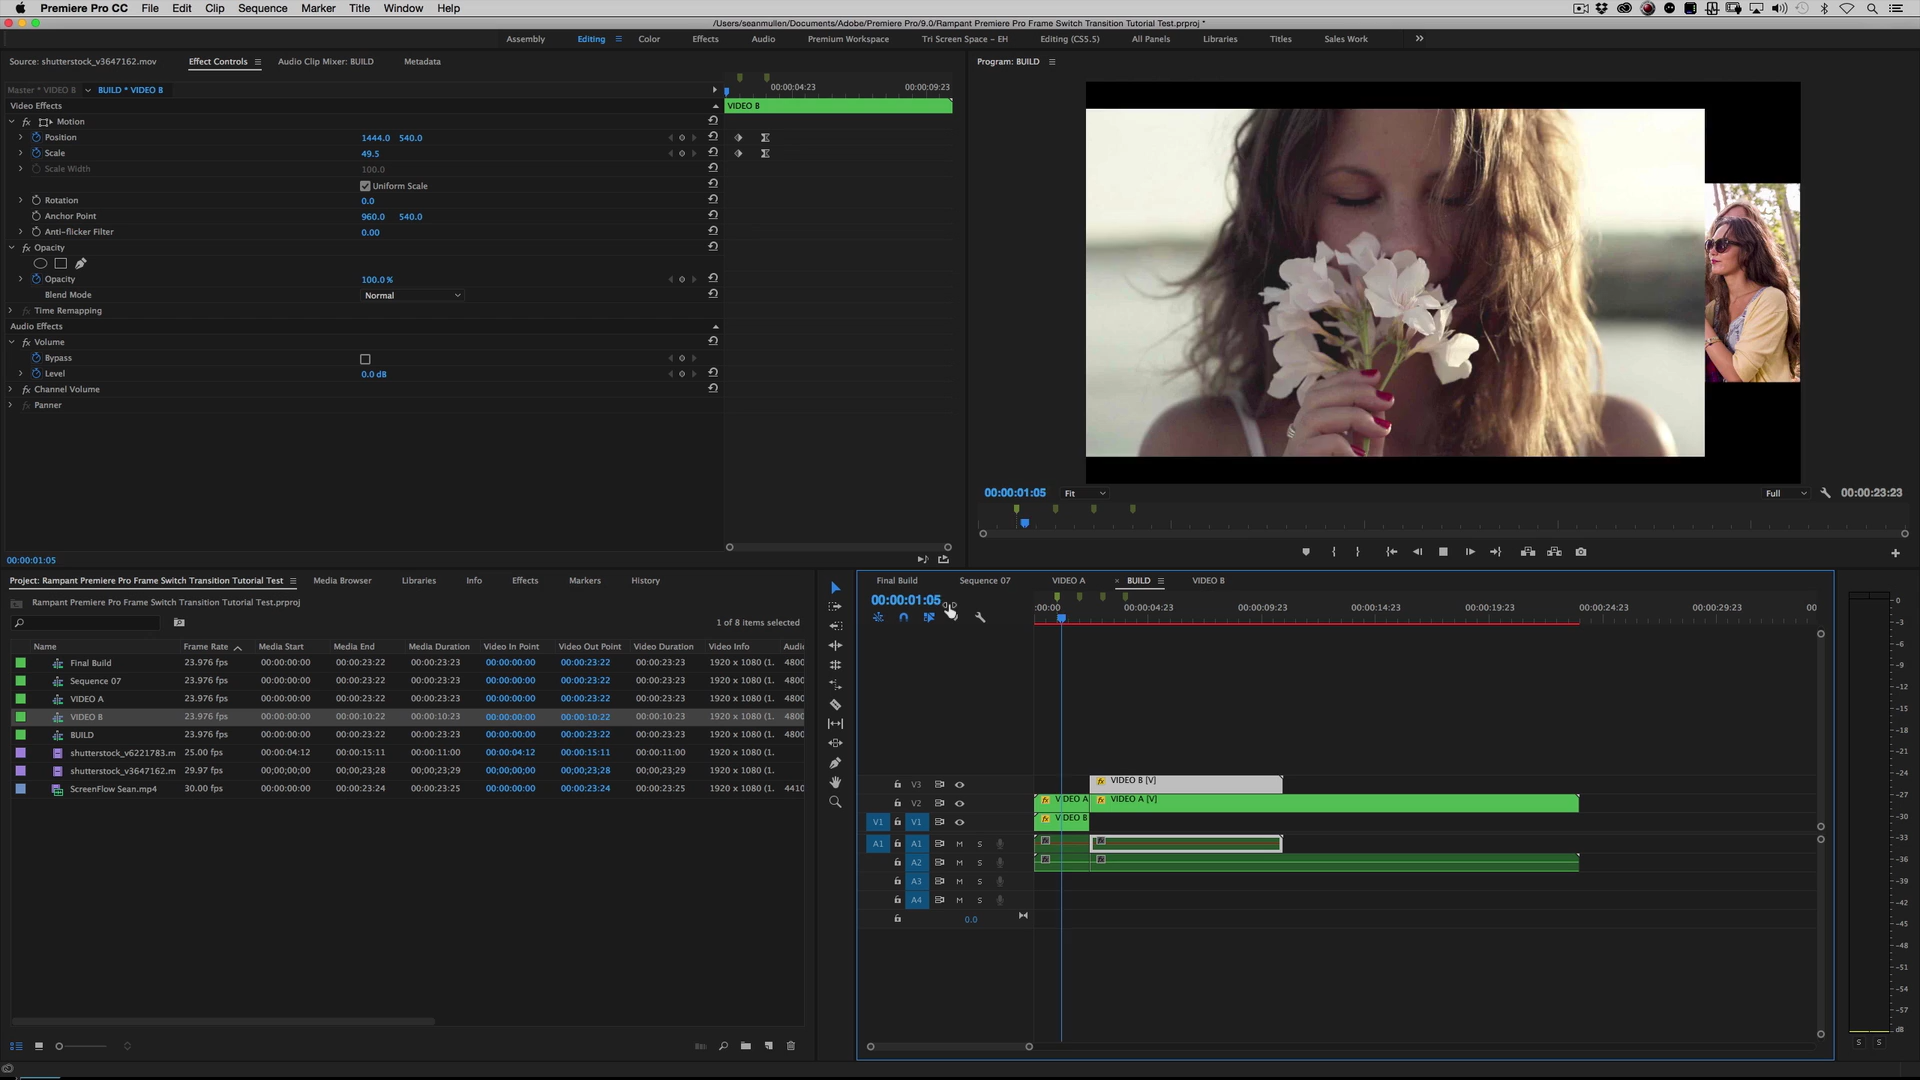 Premiere Pro CC File Edit Clip Sequence Marker Title Window Help
/Users/seanmullen/Documents/Adobe/Premiere Pro/9.0/Rampant Premiere Pro Frame Switch Transition Tutorial Test.prproj *
Assembly Editing Color Effects Audio Premium Workspace Tri Screen Space - EH Editing (CS5.5) All Panels Libraries Titles Sales Work
Source: shutterstock_v3647162.mov Effect Controls Audio Clip Mixer: BUILD Metadata
Master * VIDEO B BUILD * VIDEO B
00:00:04:23 00:00:09:23
Video Effects
VIDEO B
fx Motion
Position 1444.0 540.0
Scale 49.5
Scale Width 100.0
Uniform Scale
Rotation 0.0
Anchor Point 960.0 540.0
Anti-flicker Filter 0.00
fx Opacity
Opacity 100.0 %
Blend Mode Normal
fx Time Remapping
Audio Effects
fx Volume
Bypass
Level 0.0 dB
fx Channel Volume
fx Panner
00:00:01:05
Program: BUILD
00:00:01:05 Fit Full 00:00:23:23
Project: Rampant Premiere Pro Frame Switch Transition Tutorial Test Media Browser Libraries Info Effects Markers History
Rampant Premiere Pro Frame Switch Transition Tutorial Test.prproj
1 of 8 items selected
Name Frame Rate Media Start Media End Media Duration Video In Point Video Out Point Video Duration Video Info Audio
Final Build 23.976 fps 00:00:00:00 00:00:23:22 00:00:23:23 00:00:00:00 00:00:23:22 00:00:23:23 1920 x 1080 (1. 4800
Sequence 07 23.976 fps 00:00:00:00 00:00:23:22 00:00:23:23 00:00:00:00 00:00:23:22 00:00:23:23 1920 x 1080 (1. 4800
VIDEO A 23.976 fps 00:00:00:00 00:00:23:22 00:00:23:23 00:00:00:00 00:00:23:22 00:00:23:23 1920 x 1080 (1. 4800
VIDEO B 23.976 fps 00:00:00:00 00:00:10:22 00:00:10:23 00:00:00:00 00:00:10:22 00:00:10:23 1920 x 1080 (1. 4800
BUILD 23.976 fps 00:00:00:00 00:00:23:22 00:00:23:23 00:00:00:00 00:00:23:22 00:00:23:23 1920 x 1080 (1. 4800
shutterstock_v6221783.m 25.00 fps 00:00:04:12 00:00:15:11 00:00:11:00 00:00:04:12 00:00:15:11 00:00:11:00 1920 x 1080 (1.
shutterstock_v3647162.m 29.97 fps 00;00;00;00 00;00;23;28 00;00;23;29 00;00;00;00 00;00;23;28 00;00;23;29 1920 x 1080 (1.
ScreenFlow Sean.mp4 30.00 fps 00:00:00:00 00:00:23:24 00:00:23:25 00:00:00:00 00:00:23:24 00:00:23:25 1920 x 1080 (1. 4410
Final Build Sequence 07 VIDEO A × BUILD VIDEO B
00:00:01:05
:00:00 00:00:04:23 00:00:09:23 00:00:14:23 00:00:19:23 00:00:24:23 00:00:29:23 00
V3 fx VIDEO B [V]
V2 fx VIDEO A fx VIDEO A [V]
V1 V1 fx VIDEO B
A1 A1 M S
A2 M S
A3 M S
A4 M S
0.0
0
-3
-6
-9
-12
-15
-18
-21
-24
-27
-30
-33
-36
-39
-42
-45
-48
-51
-54
-57
dB
S S